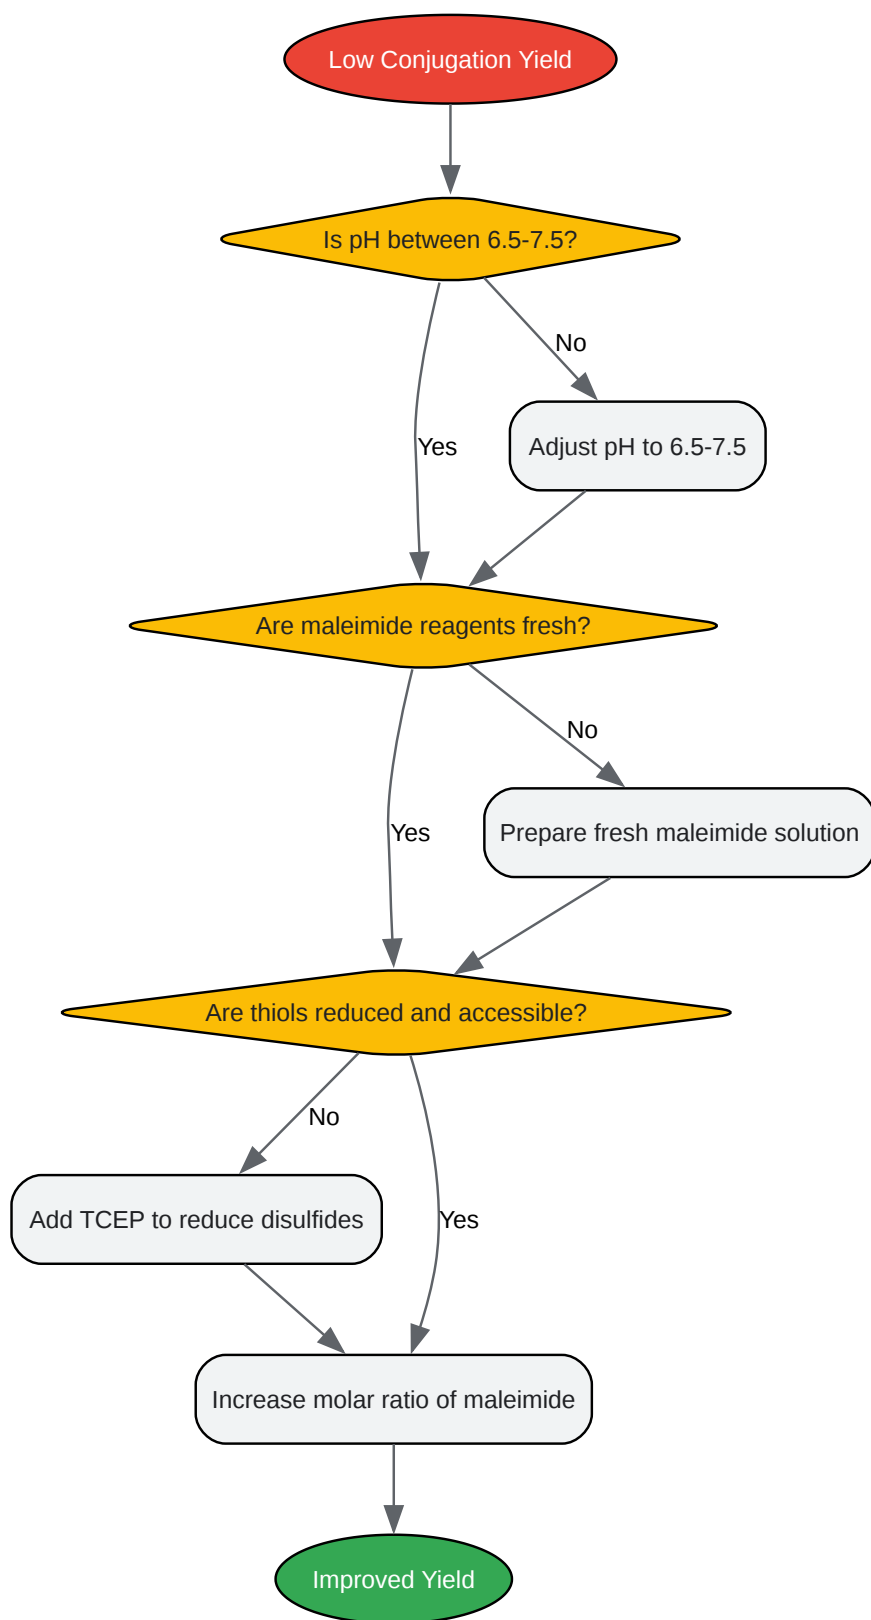 Low Conjugation Yield
Is pH between 6.5-7.5?
No
Yes
Adjust pH to 6.5-7.5
Are maleimide reagents fresh?
No
Yes
Prepare fresh maleimide solution
Are thiols reduced and accessible?
No
Add TCEP to reduce disulfides
Yes
Increase molar ratio of maleimide
Improved Yield